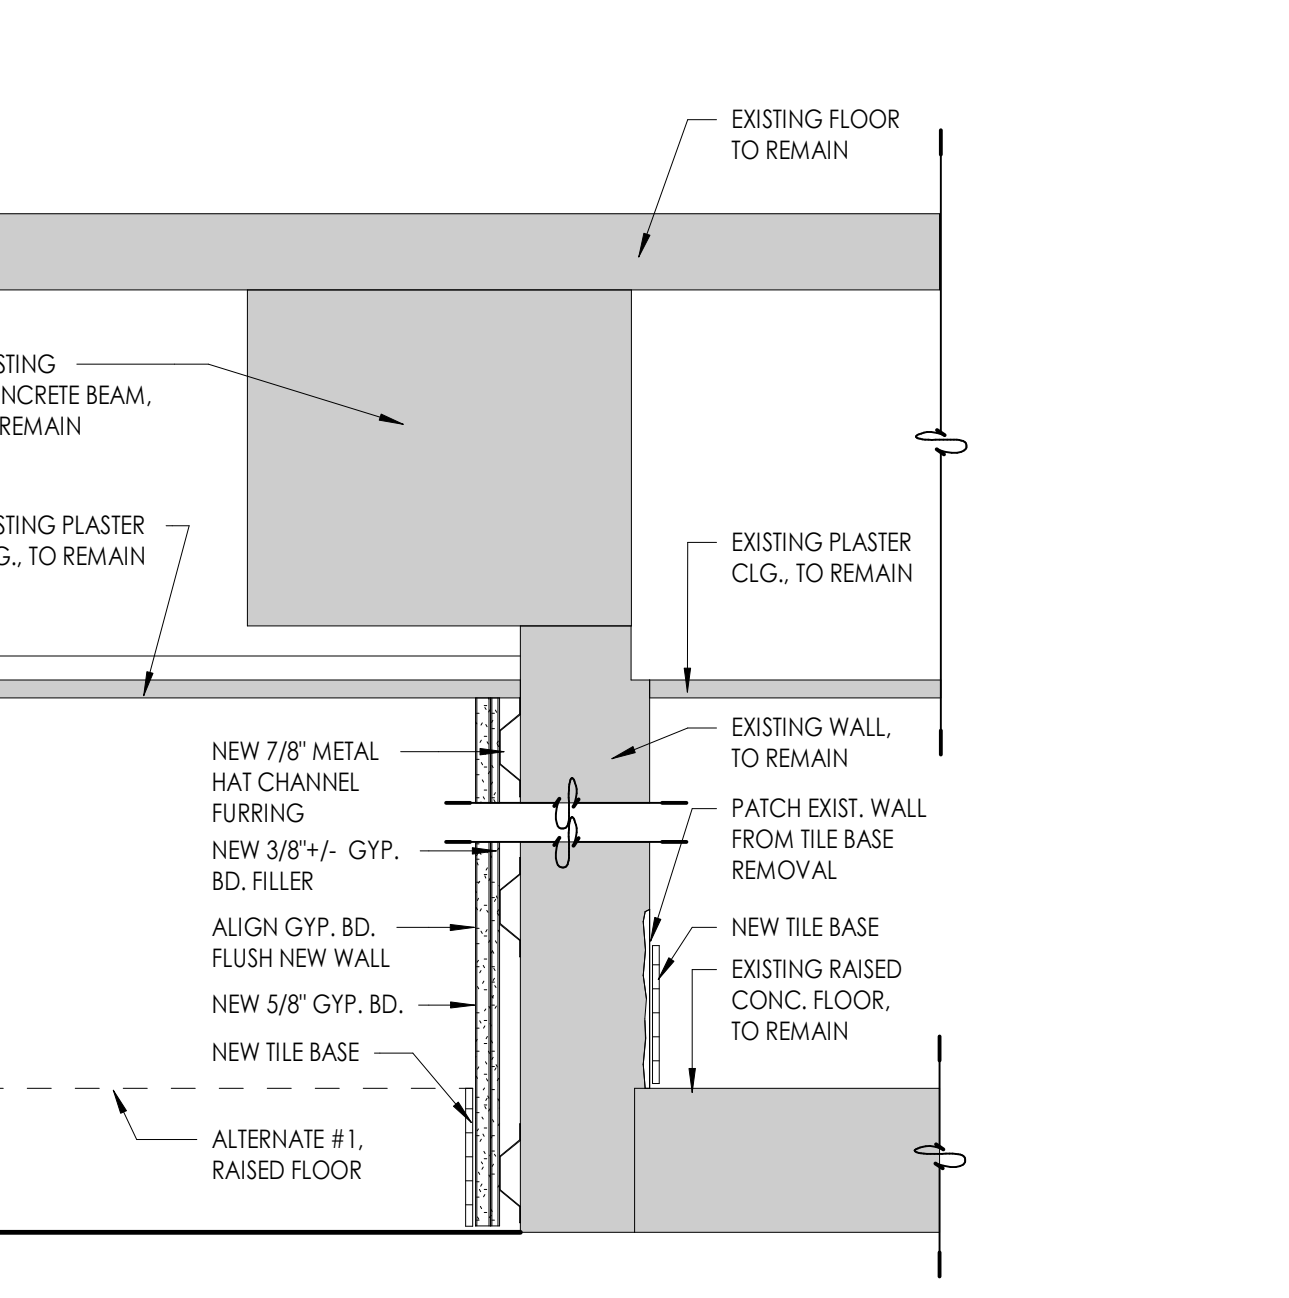 EXISTING FLOOR
TO REMAIN
STING
NCRETE BEAM,
REMAIN
STING PLASTER
G., TO REMAIN
EXISTING PLASTER
CLG., TO REMAIN
EXISTING WALL,
TO REMAIN
NEW 7/8" METAL
HAT CHANNEL
FURRING
PATCH EXIST. WALL
FROM TILE BASE
REMOVAL
NEW 3/8"+/- GYP.
BD. FILLER
ALIGN GYP. BD.
FLUSH NEW WALL
NEW TILE BASE
EXISTING RAISED
CONC. FLOOR,
TO REMAIN
NEW 5/8" GYP. BD.
NEW TILE BASE
ALTERNATE #1,
RAISED FLOOR